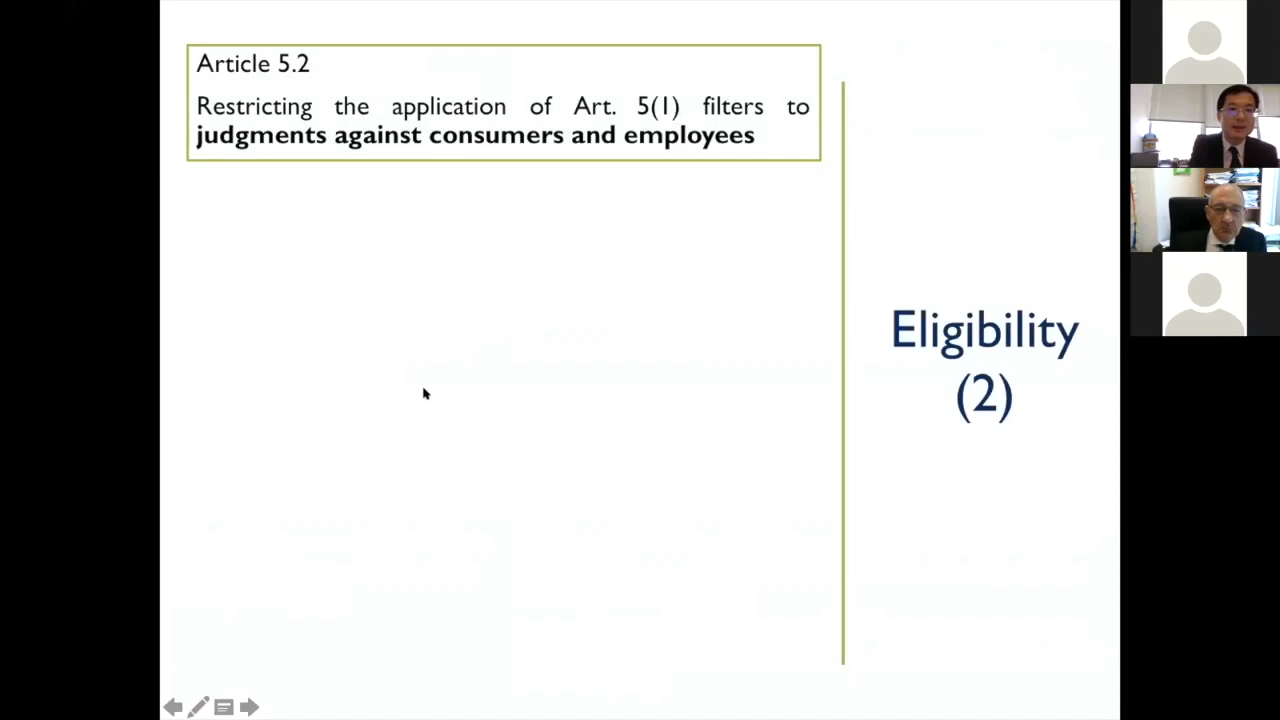 Article 5.2
Restricting the application of Art. 5(1) filters to
judgments against consumers and employees
Eligibility
(2)